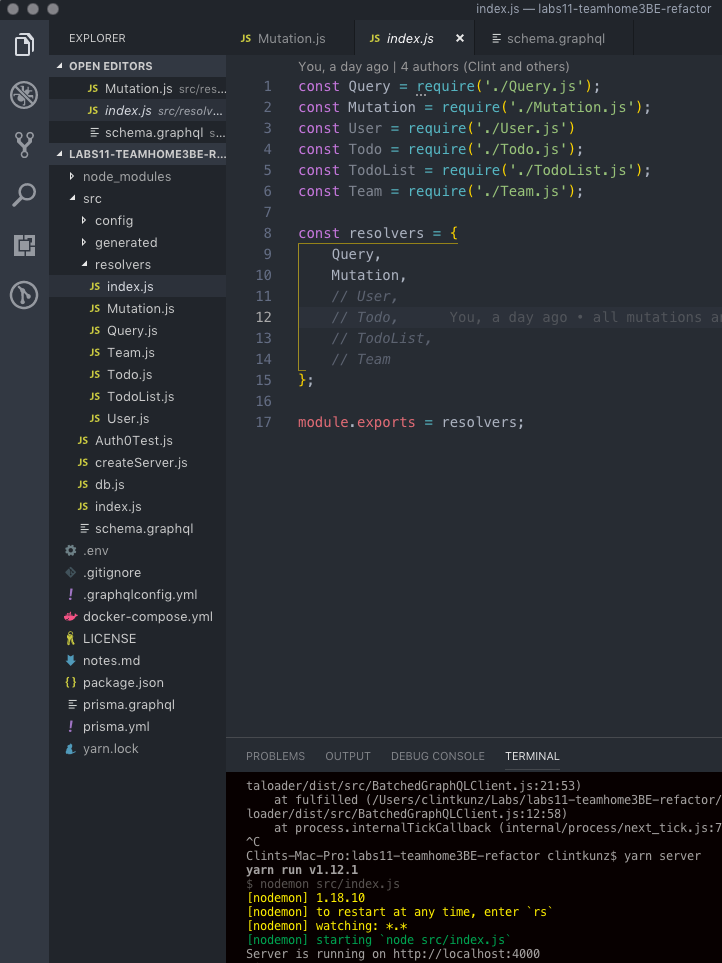 index.js — labs11-teamhome3BE-refactor
EXPLORER
OPEN EDITORS
JS Mutation.js src/res...
JS index.js src/resolv...
schema.graphql s...
LABS11-TEAMHOME3BE-R...
node_modules
src
config
generated
resolvers
JS index.js
JS Mutation.js
JS Query.js
JS Team.js
JS Todo.js
JS TodoList.js
JS User.js
JS Auth0Test.js
JS createServer.js
JS db.js
JS index.js
schema.graphql
.env
.gitignore
! .graphqlconfig.yml
docker-compose.yml
LICENSE
notes.md
{} package.json
prisma.graphql
! prisma.yml
yarn.lock
JS Mutation.js
JS index.js ×
schema.graphql
You, a day ago | 4 authors (Clint and others)
1 const Query = require('./Query.js');
2 const Mutation = require('./Mutation.js');
3 const User = require('./User.js')
4 const Todo = require('./Todo.js');
5 const TodoList = require('./TodoList.js');
6 const Team = require('./Team.js');
7
8 const resolvers = {
9 Query,
10 Mutation,
11 // User,
12 // Todo, You, a day ago • all mutations a
13 // TodoList,
14 // Team
15 };
16
17 module.exports = resolvers;
PROBLEMS OUTPUT DEBUG CONSOLE TERMINAL
taloader/dist/src/BatchedGraphQLClient.js:21:53)
at fulfilled (/Users/clintkunz/Labs/labs11-teamhome3BE-refactor/
loader/dist/src/BatchedGraphQLClient.js:12:58)
at process.internalTickCallback (internal/process/next_tick.js:7
^C
Clints-Mac-Pro:labs11-teamhome3BE-refactor clintkunz$ yarn server
yarn run v1.12.1
$ nodemon src/index.js
[nodemon] 1.18.10
[nodemon] to restart at any time, enter `rs`
[nodemon] watching: *.*
[nodemon] starting `node src/index.js`
Server is running on http://localhost:4000